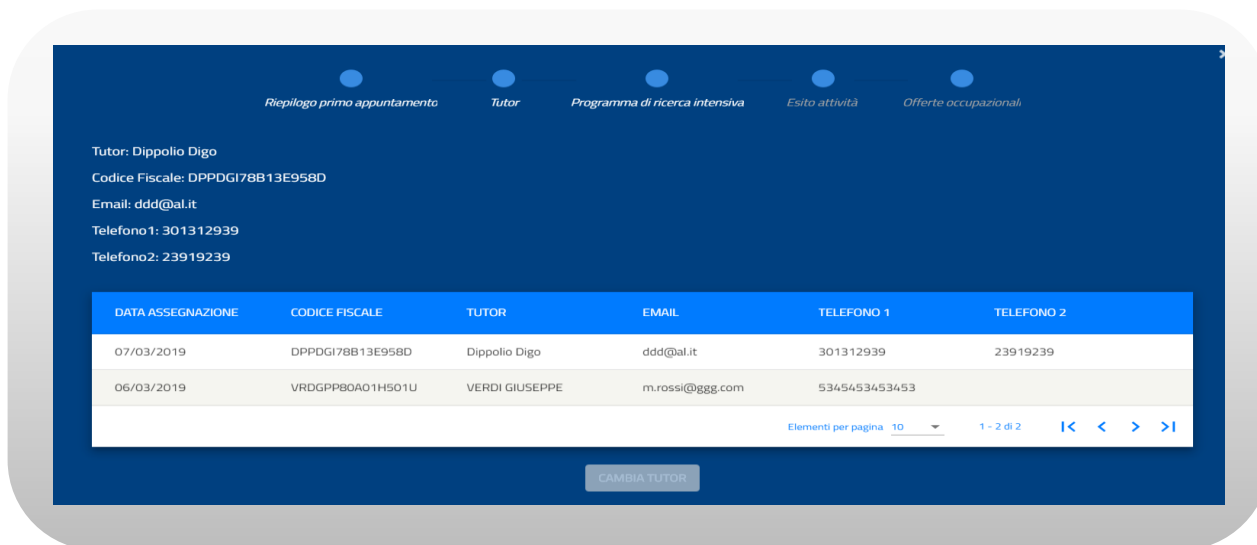 Riepilogo primo appuntamento Tutor Programma di ricerca intensiva Esito attività Offerte occupazionali
Tutor: Dippolio Digo
Codice Fiscale: DPPDGI78B13E958D
Email: ddd@al.it
Telefono1: 301312939
Telefono2: 23919239
DATA ASSEGNAZIONE CODICE FISCALE TUTOR EMAIL TELEFONO 1 TELEFONO 2
07/03/2019 DPPDGI78B13E958D Dippolio Digo ddd@al.it 301312939 23919239
06/03/2019 VRDGPP80A01H501U VERDI GIUSEPPE m.rossi@ggg.com 5345453453453
Elementi per pagina 10 1 - 2 di 2
CAMBIA TUTOR